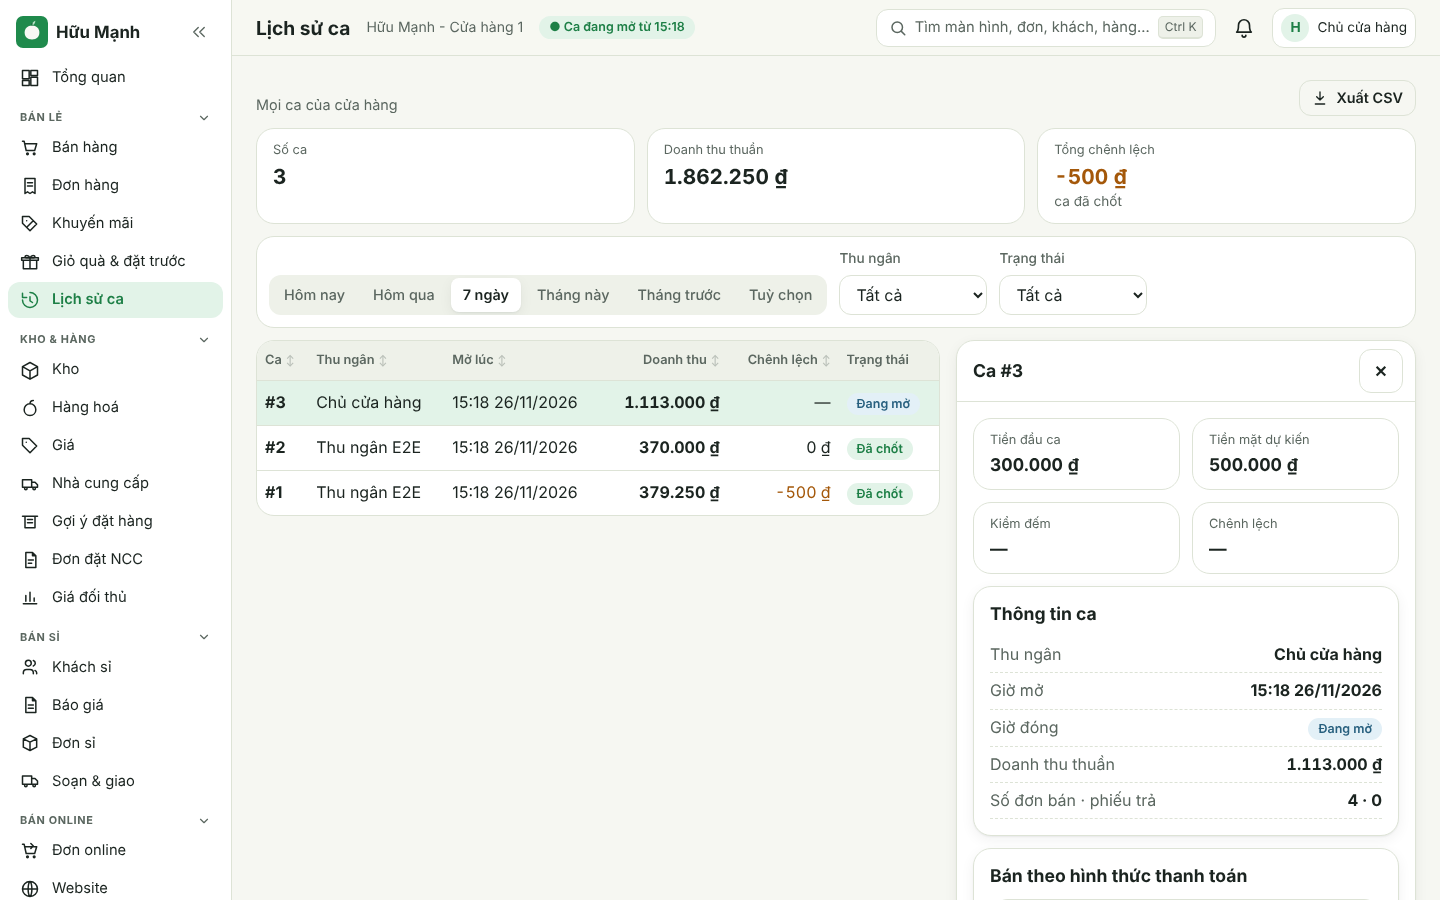 Hữu Mạnh
Tổng quan
BÁN LẺ
Bán hàng
Đơn hàng
Khuyến mãi
Giỏ quà & đặt trước
Lịch sử ca
KHO & HÀNG
Kho
Hàng hoá
Giá
Nhà cung cấp
Gợi ý đặt hàng
Đơn đặt NCC
Giá đối thủ
BÁN SỈ
Khách sỉ
Báo giá
Đơn sỉ
Soạn & giao
BÁN ONLINE
Đơn online
Website
Lịch sử ca Hữu Mạnh - Cửa hàng 1 Ca đang mở từ 15:18 Tìm màn hình, đơn, khách, hàng... Ctrl K H Chủ cửa hàng
Mọi ca của cửa hàng
Xuất CSV
Số ca
3
Doanh thu thuần
1.862.250 ₫
Tổng chênh lệch
-500 ₫
ca đã chốt
Hôm nay Hôm qua 7 ngày Tháng này Tháng trước Tuỳ chọn
Thu ngân
Tất cả
Trạng thái
Tất cả
Ca Thu ngân Mở lúc Doanh thu Chênh lệch Trạng thái
#3 Chủ cửa hàng 15:18 26/11/2026 1.113.000 ₫ — Đang mở
#2 Thu ngân E2E 15:18 26/11/2026 370.000 ₫ 0 ₫ Đã chốt
#1 Thu ngân E2E 15:18 26/11/2026 379.250 ₫ -500 ₫ Đã chốt
Ca #3
Tiền đầu ca
300.000 ₫
Tiền mặt dự kiến
500.000 ₫
Kiểm đếm
—
Chênh lệch
—
Thông tin ca
Thu ngân Chủ cửa hàng
Giờ mở 15:18 26/11/2026
Giờ đóng Đang mở
Doanh thu thuần 1.113.000 ₫
Số đơn bán · phiếu trả 4 · 0
Bán theo hình thức thanh toán